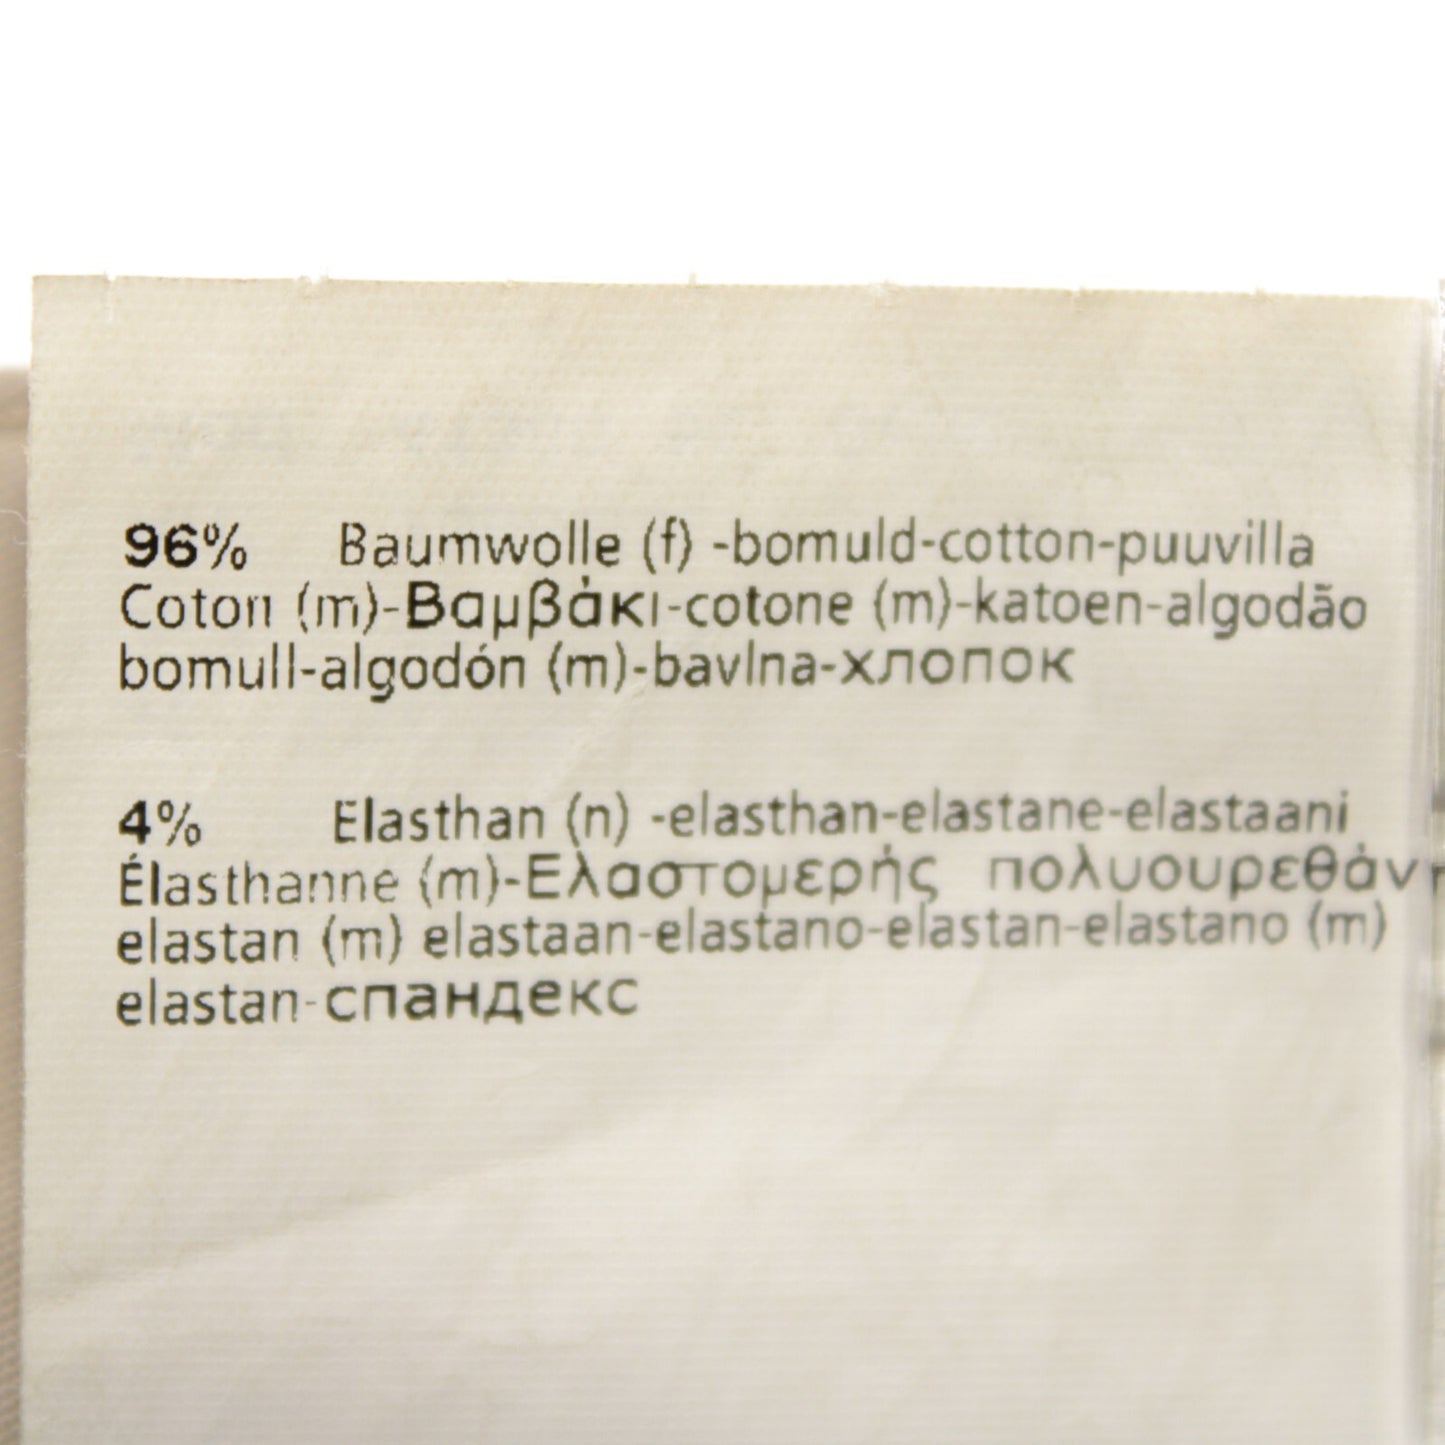 96% Baumwolle (f) -bomuld-cotton-puuvilla
Coton (m)-Βαμβάκι-cotone (m)-katoen-algodão
bomull-algodón (m)-bavlna-хлопок
4% Elasthan (n) -elasthan-elastane-elastaani
Élasthanne (m)-Ελαστομερής πολυουρεθάν
elastan (m) elastaan-elastano-elastan-elastano (m)
elastan-спандекс